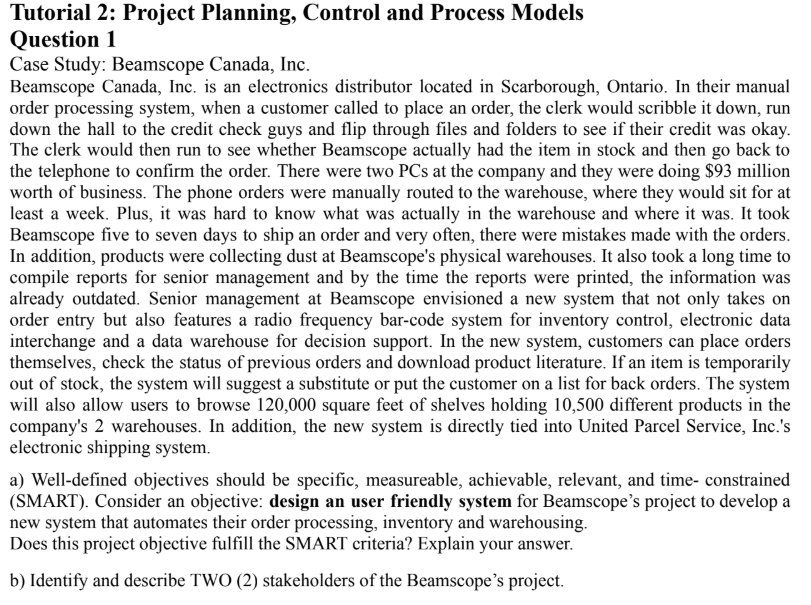 Tutorial 2: Project Planning, Control and Process Models
Question 1
Case Study: Beamscope Canada, Inc.
Beamscope Canada, Inc. is an electronics distributor located in Scarborough, Ontario. In their manual
order processing system, when a customer called to place an order, the clerk would scribble it down, run
down the hall to the credit check guys and flip through files and folders to see if their credit was okay.
The clerk would then run to see whether Beamscope actually had the item in stock and then go back to
the telephone to confirm the order. There were two PCs at the company and they were doing $93 million
worth of business. The phone orders were manually routed to the warehouse, where they would sit for at
least a week. Plus, it was hard to know what was actually in the warehouse and where it was. It took
Beamscope five to seven days to ship an order and very often, there were mistakes made with the orders.
In addition, products were collecting dust at Beamscope's physical warehouses. It also took a long time to
compile reports for senior management and by the time the reports were printed, the information was
already outdated. Senior management at Beamscope envisioned a new system that not only takes on
order entry but also features a radio frequency bar-code system for inventory control, electronic data
interchange and a data warehouse for decision support. In the new system, customers can place orders
themselves, check the status of previous orders and download product literature. If an item is temporarily
out of stock, the system will suggest a substitute or put the customer on a list for back orders. The system
will also allow users to browse 120,000 square feet of shelves holding 10,500 different products in the
company's 2 warehouses. In addition, the new system is directly tied into United Parcel Service, Inc.'s
electronic shipping system.
a) Well-defined objectives should be specific, measureable, achievable, relevant, and time- constrained
(SMART). Consider an objective: design an user friendly system for Beamscope’s project to develop a
new system that automates their order processing, inventory and warehousing.
Does this project objective fulfill the SMART criteria? Explain your answer.
b) Identify and describe TWO (2) stakeholders of the Beamscope’s project.